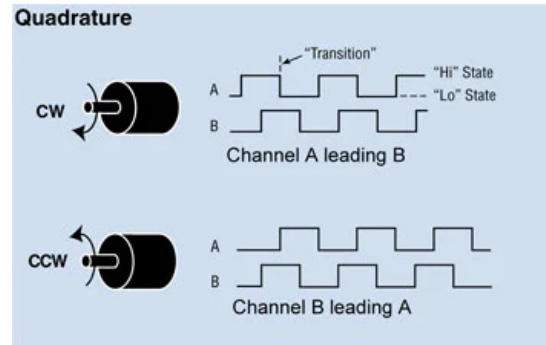 Quadrature
"Transition"
A
"Hi" State
"Lo" State
CW
B
Channel A leading B
A
CCW
B
Channel B leading A